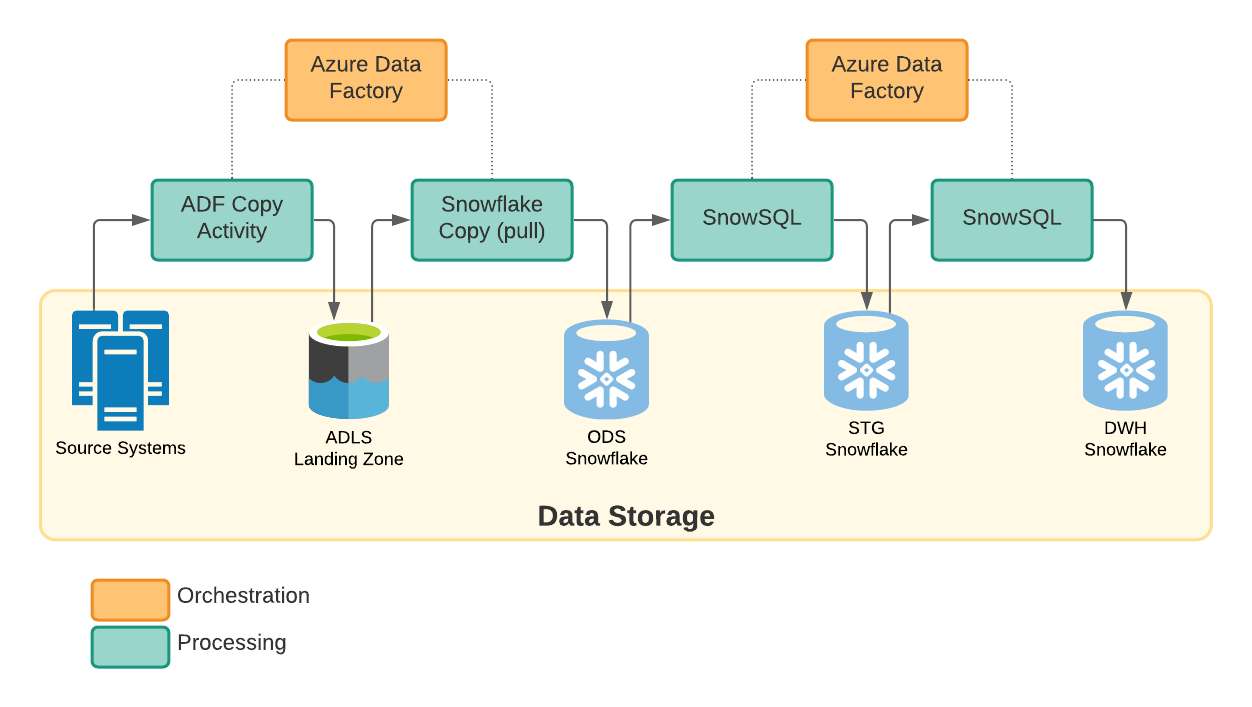 Azure Data
Factory
Azure Data
Factory
ADF Copy
Activity
Snowflake
Copy (pull)
SnowSQL
SnowSQL
Source Systems
ADLS
Landing Zone
ODS
Snowflake
STG
Snowflake
DWH
Snowflake
Data Storage
Orchestration
Processing